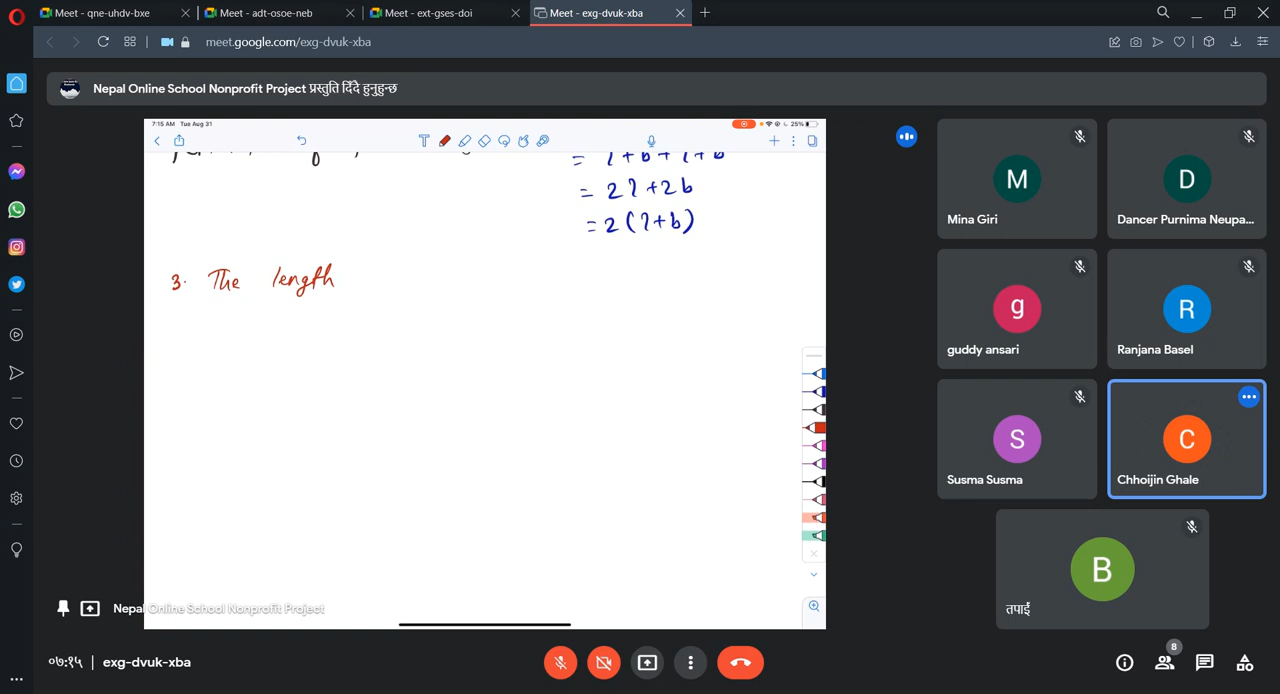 Meet - qne-uhdv-bxe
Meet - adt-osoe-neb
Meet - ext-gses-doi
Meet - exg-dvuk-xba
meet.google.com/exg-dvuk-xba
Nepal Online School Nonprofit Project प्रस्तुति दिँदै हुनुहुन्छ
7:15 AM Tue Aug 31
25%
= l+b+l+b
= 2l+2b
= 2(l+b)
3. The length
M
Mina Giri
D
Dancer Purnima Neupa...
g
guddy ansari
R
Ranjana Basel
S
Susma Susma
C
Chhoijin Ghale
B
तपाईं
Nepal Online School Nonprofit Project
०७:१५ | exg-dvuk-xba
8